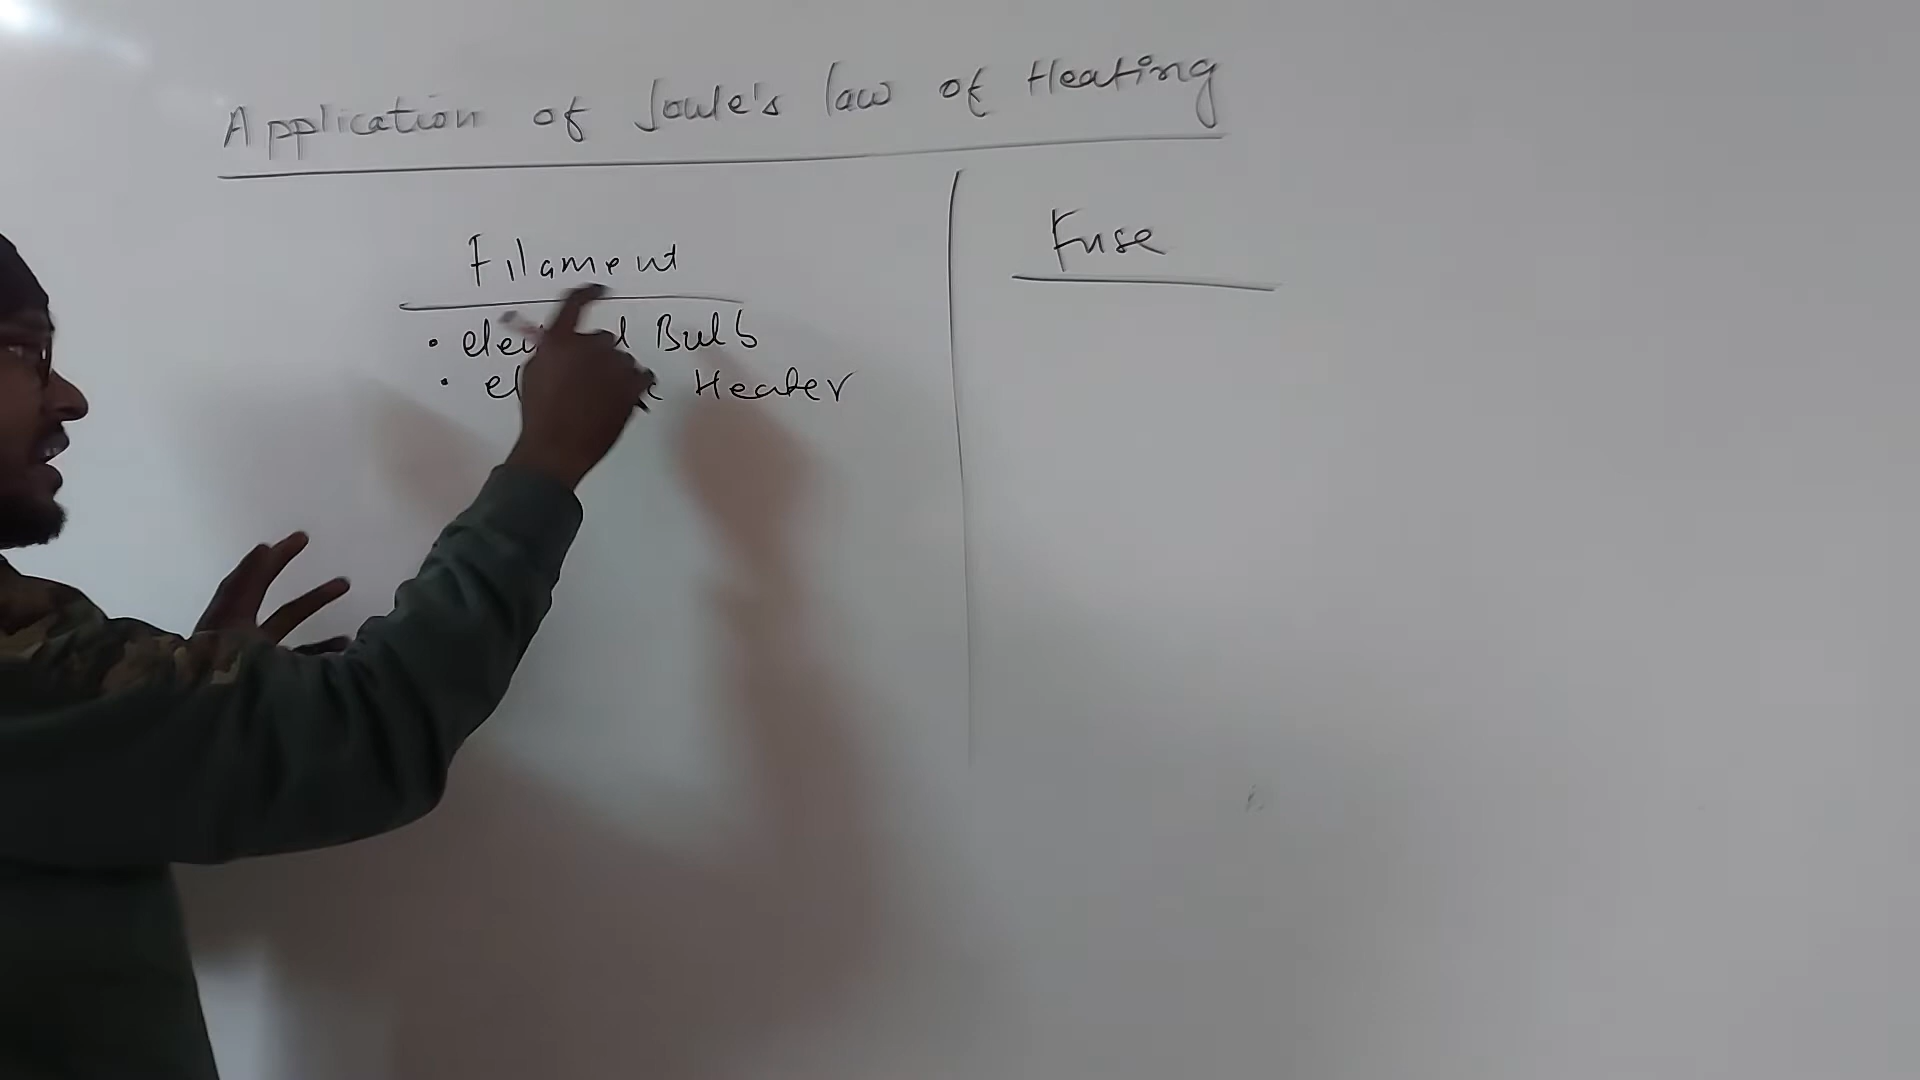 Application of Joule's law of Heating
Filament
• Bulb
• Heater
Fuse